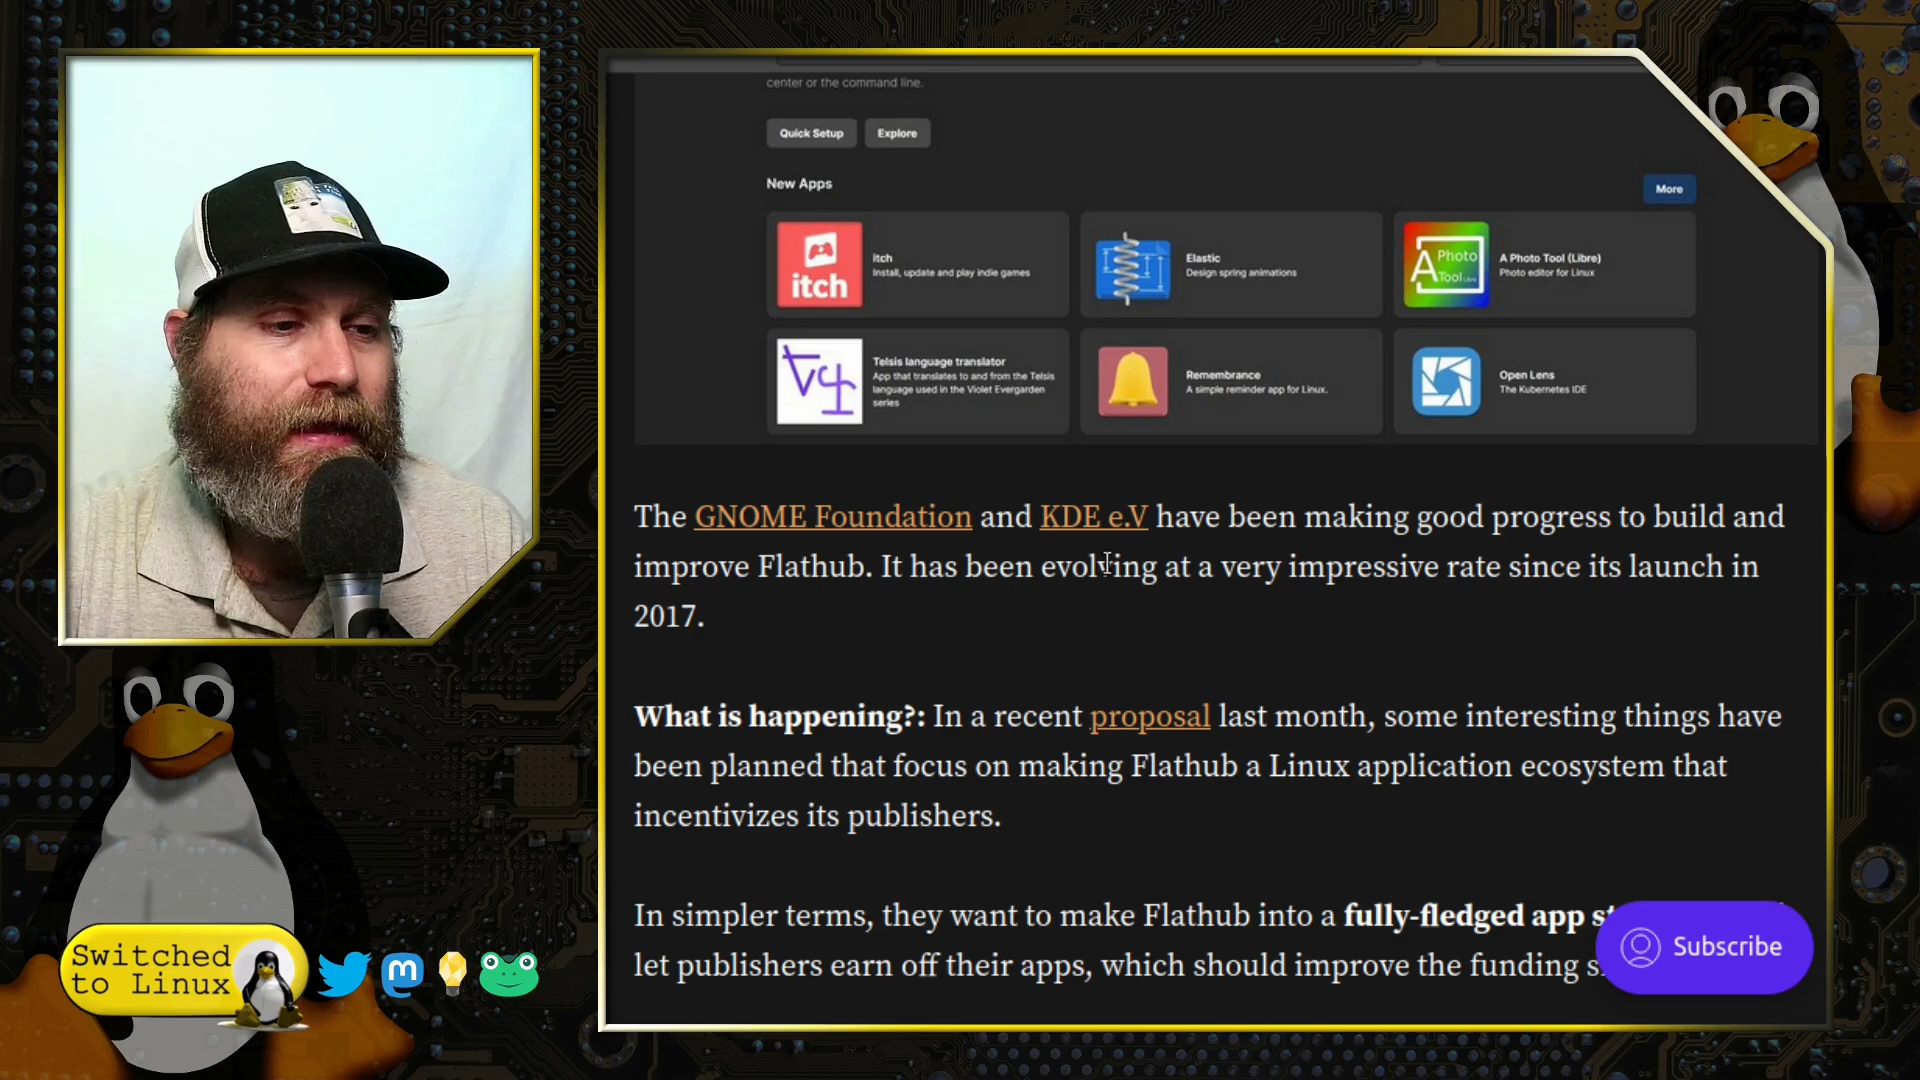 center or the command line.
Quick Setup
Explore
New Apps
More
itch
itch
Install, update and play indie games
Elastic
Design spring animations
A Photo
Tool
A Photo Tool (Libre)
Photo editor for Linux
Telsis language translator
App that translates to and from the Telsis
language used in the Violet Evergarden
series
Remembrance
A simple reminder app for Linux.
Open Lens
The Kubernetes IDE
The GNOME Foundation and KDE e.V have been making good progress to build and
improve Flathub. It has been evolving at a very impressive rate since its launch in
2017.
What is happening?: In a recent proposal last month, some interesting things have
been planned that focus on making Flathub a Linux application ecosystem that
incentivizes its publishers.
In simpler terms, they want to make Flathub into a fully-fledged app
let publishers earn off their apps, which should improve the funding
Subscribe
Switched
to Linux